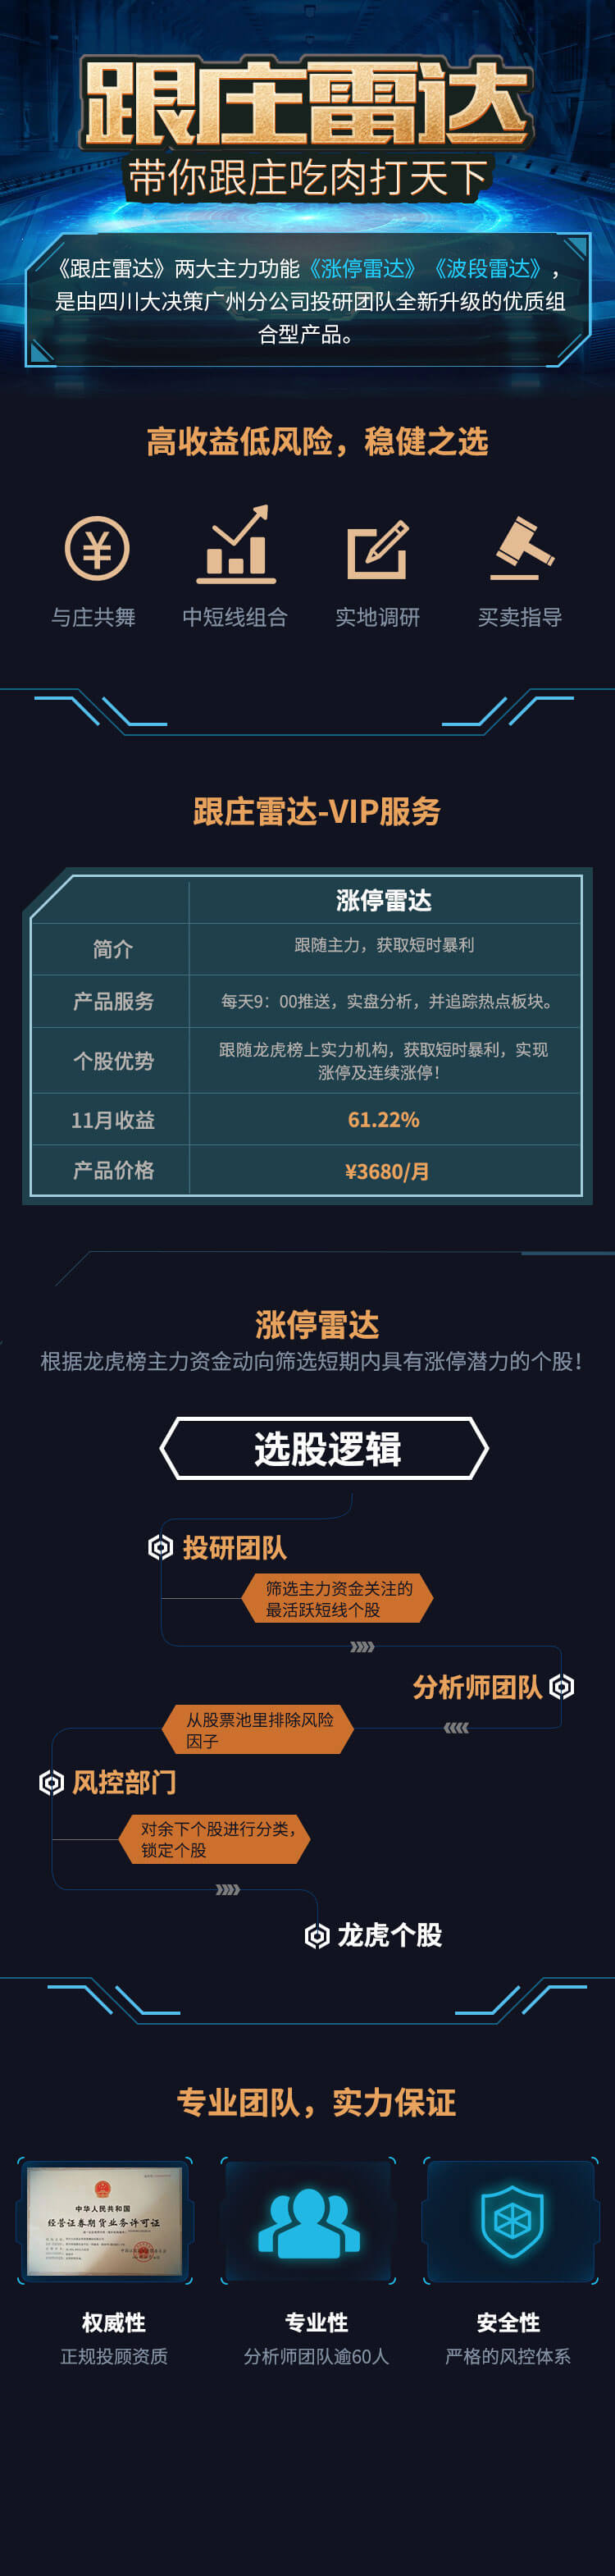 跟庄雷达
带你跟庄吃肉打天下
《跟庄雷达》两大主力功能《涨停雷达》《波段雷达》，
是由四川大决策广州分公司投研团队全新升级的优质组
合型产品。
高收益低风险，稳健之选
与庄共舞 中短线组合 实地调研 买卖指导
跟庄雷达-VIP服务
涨停雷达
简介 跟随主力，获取短时暴利
产品服务 每天9：00推送，实盘分析，并追踪热点板块。
个股优势 跟随龙虎榜上实力机构，获取短时暴利，实现
涨停及连续涨停！
11月收益 61.22%
产品价格 ¥3680/月
涨停雷达
根据龙虎榜主力资金动向筛选短期内具有涨停潜力的个股！
选股逻辑
投研团队
筛选主力资金关注的
最活跃短线个股
分析师团队
从股票池里排除风险
因子
风控部门
对余下个股进行分类，
锁定个股
龙虎个股
专业团队，实力保证
中华人民共和国
经营证券期货业务许可证
权威性 专业性 安全性
正规投顾资质 分析师团队逾60人 严格的风控体系